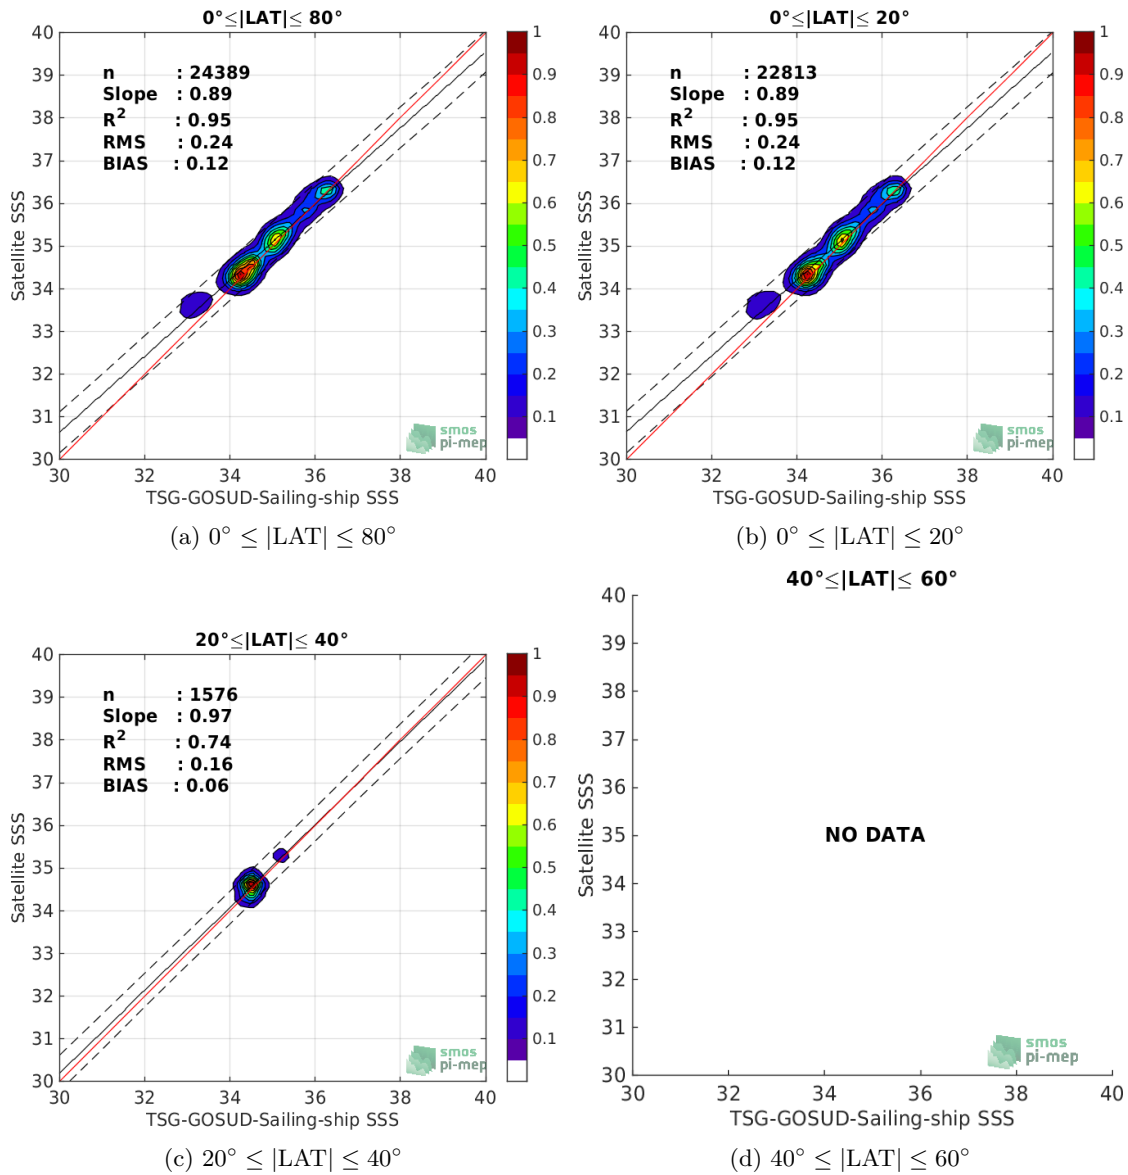 0°≤|LAT|≤ 80°
n : 24389
Slope : 0.89
R² : 0.95
RMS : 0.24
BIAS : 0.12
Satellite SSS
40
39
38
37
36
35
34
33
32
31
30
30 32 34 36 38 40
TSG-GOSUD-Sailing-ship SSS
1
0.9
0.8
0.7
0.6
0.5
0.4
0.3
0.2
0.1
smos
pi-mep
(a) 0° ≤ |LAT| ≤ 80°
0°≤|LAT|≤ 20°
n : 22813
Slope : 0.89
R² : 0.95
RMS : 0.24
BIAS : 0.12
Satellite SSS
40
39
38
37
36
35
34
33
32
31
30
30 32 34 36 38 40
TSG-GOSUD-Sailing-ship SSS
1
0.9
0.8
0.7
0.6
0.5
0.4
0.3
0.2
0.1
smos
pi-mep
(b) 0° ≤ |LAT| ≤ 20°
20°≤|LAT|≤ 40°
n : 1576
Slope : 0.97
R² : 0.74
RMS : 0.16
BIAS : 0.06
Satellite SSS
40
39
38
37
36
35
34
33
32
31
30
30 32 34 36 38 40
TSG-GOSUD-Sailing-ship SSS
1
0.9
0.8
0.7
0.6
0.5
0.4
0.3
0.2
0.1
smos
pi-mep
(c) 20° ≤ |LAT| ≤ 40°
40°≤|LAT|≤ 60°
NO DATA
Satellite SSS
40
39
38
37
36
35
34
33
32
31
30
30 32 34 36 38 40
TSG-GOSUD-Sailing-ship SSS
smos
pi-mep
(d) 40° ≤ |LAT| ≤ 60°